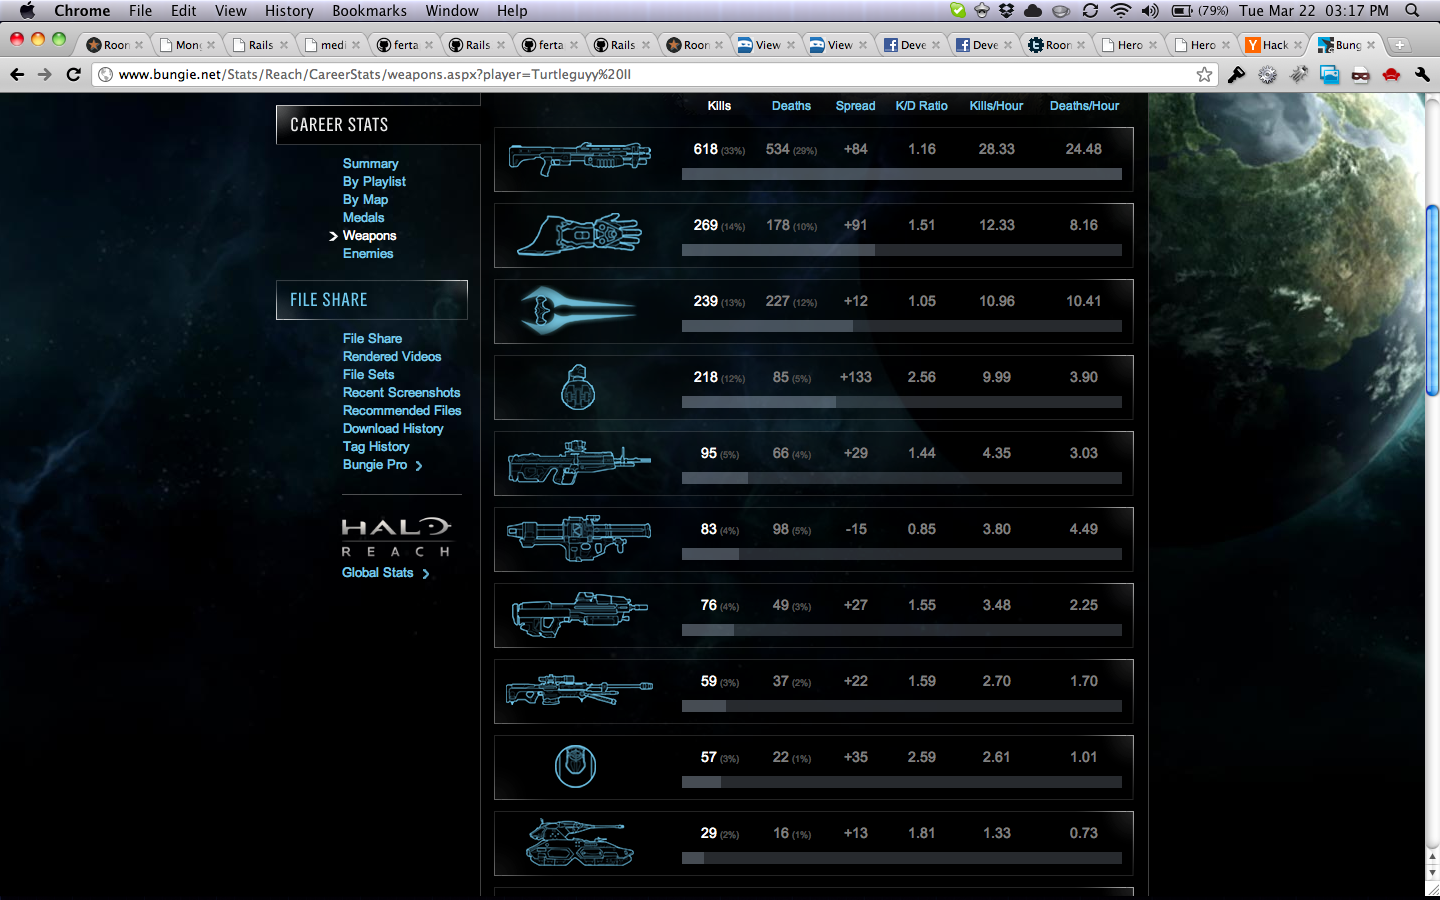 Chrome File Edit View History Bookmarks Window Help (79%) Tue Mar 22 03:17 PM
Roon Mong Rails medi ferta Rails ferta Rails Roon View View Deve Deve Roon Hero Hero Hack Bung
www.bungie.net/Stats/Reach/CareerStats/weapons.aspx?player=Turtleguyy%20II
CAREER STATS
Summary
By Playlist
By Map
Medals
Weapons
Enemies
FILE SHARE
File Share
Rendered Videos
File Sets
Recent Screenshots
Recommended Files
Download History
Tag History
Bungie Pro
HALO
REACH
Global Stats
Kills Deaths Spread K/D Ratio Kills/Hour Deaths/Hour
618 (33%) 534 (29%) +84 1.16 28.33 24.48
269 (14%) 178 (10%) +91 1.51 12.33 8.16
239 (13%) 227 (12%) +12 1.05 10.96 10.41
218 (12%) 85 (5%) +133 2.56 9.99 3.90
95 (5%) 66 (4%) +29 1.44 4.35 3.03
83 (4%) 98 (5%) -15 0.85 3.80 4.49
76 (4%) 49 (3%) +27 1.55 3.48 2.25
59 (3%) 37 (2%) +22 1.59 2.70 1.70
57 (3%) 22 (1%) +35 2.59 2.61 1.01
29 (2%) 16 (1%) +13 1.81 1.33 0.73